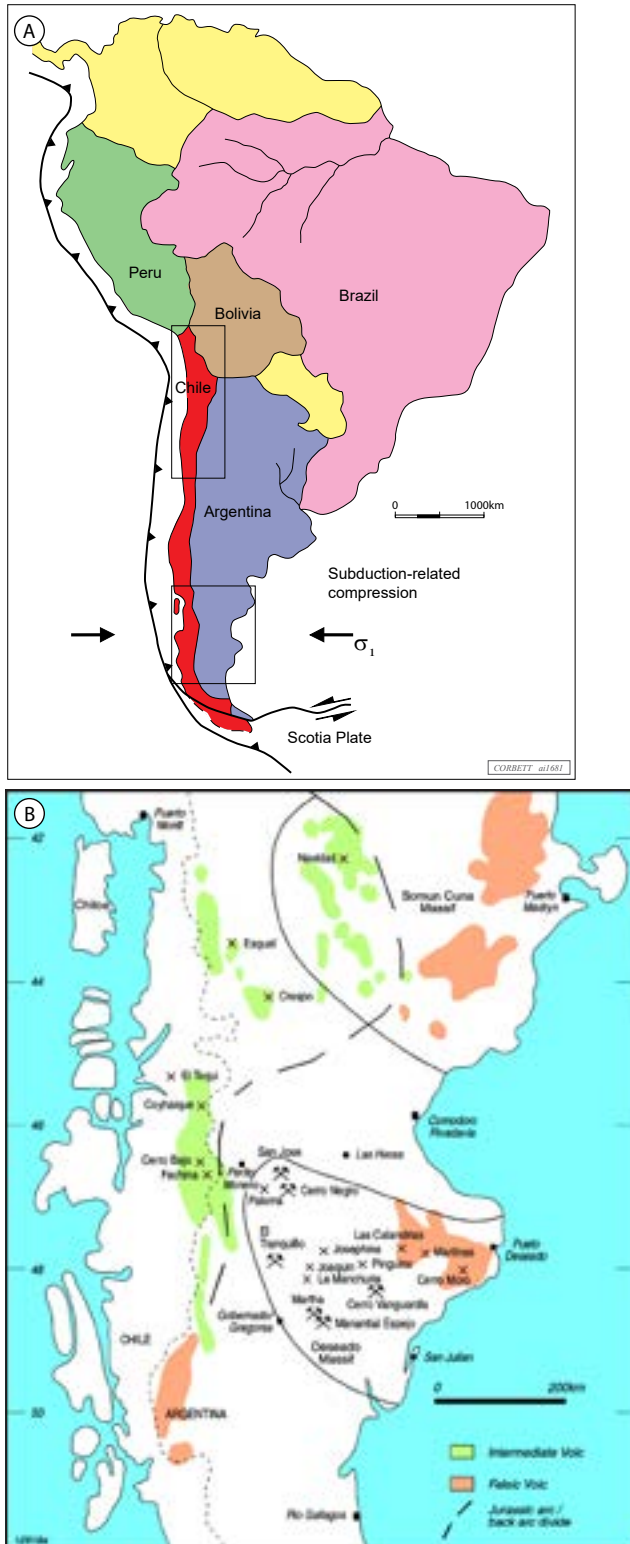 A
Peru
Bolivia
Brazil
Chile
Argentina
0 1000km
Subduction-related
compression
σ1
Scotia Plate
CORBETT ai1681
B
42
Puerto
Montt
Navidad
Somun Cura
Massif
Puerto
Madryn
Chiloe
Esquel
44
Crespo
El Toqui
Coyhaique
46
Comodoro
Rivadavia
San Jose
Las Heras
Cerro Bayo
Fachina
Perito
Moreno
Paloma
Cerro Negro
El
Tranquilo
Las Calandrias
Josephina
Martinas
Puerto
Deseado
Joaquin
Pinguino
48
La Manchuria
Cerro Moro
Cerro Vanguardia
Martha
Gobernador
Gregores
Manantial Espejo
CHILE
Deseado
Massif
San Julian
0 200km
50
ARGENTINA
Intermediate Volc
Felsic Volc
Jurassic arc /
back arc divide
Rio Gallegos